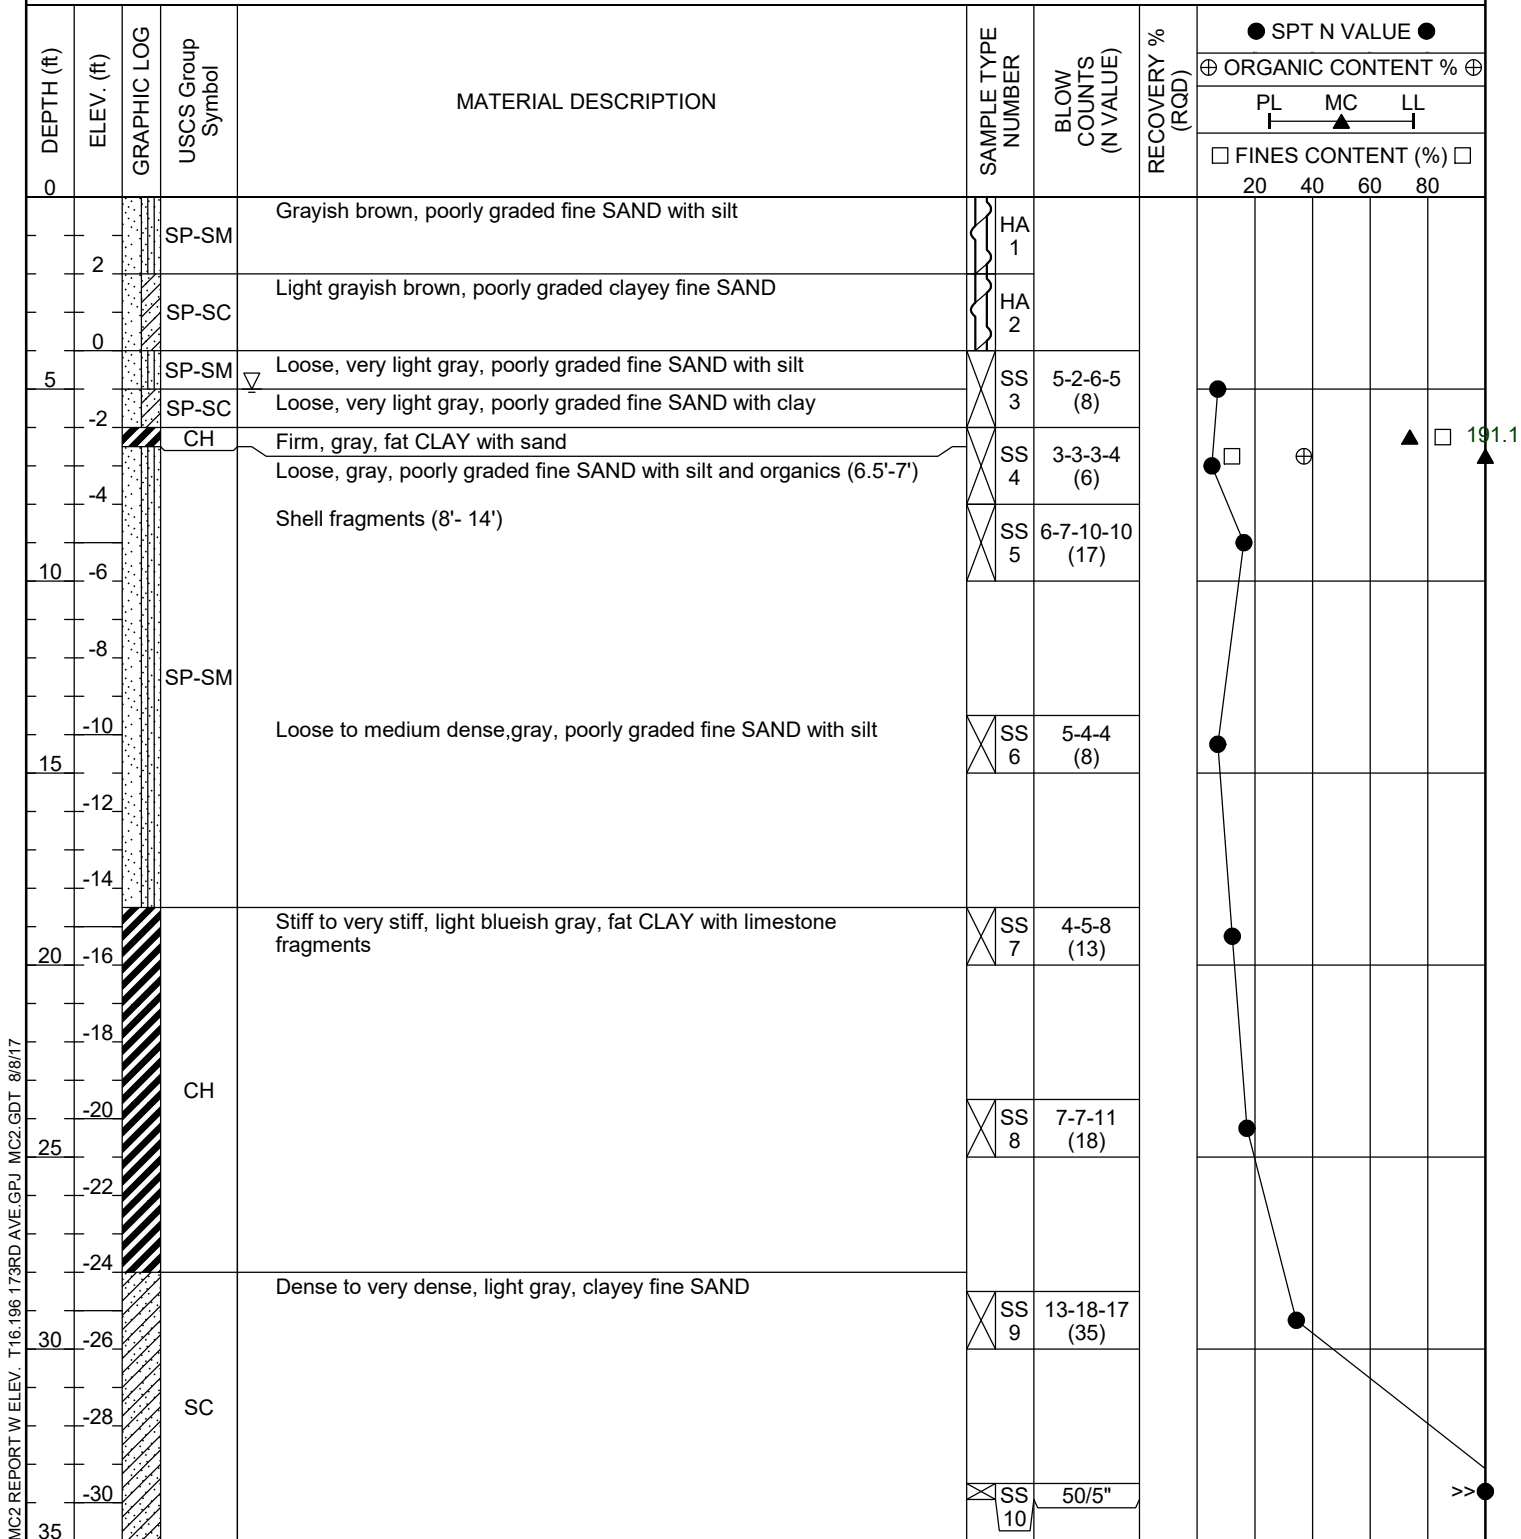 DEPTH (ft)
ELEV. (ft)
GRAPHIC LOG
USCS Group
Symbol
MATERIAL DESCRIPTION
SAMPLE TYPE
NUMBER
BLOW
COUNTS
(N VALUE)
RECOVERY %
(RQD)
SPT N VALUE
ORGANIC CONTENT %
PL MC LL
FINES CONTENT (%)
20 40 60 80
0
Grayish brown, poorly graded fine SAND with silt
SP-SM
HA
1
2
Light grayish brown, poorly graded clayey fine SAND
SP-SC
HA
2
0
Loose, very light gray, poorly graded fine SAND with silt
SP-SM
SS
3
5-2-6-5
(8)
5
Loose, very light gray, poorly graded fine SAND with clay
SP-SC
-2
CH
Firm, gray, fat CLAY with sand
191.1
SS
4
3-3-3-4
(6)
Loose, gray, poorly graded fine SAND with silt and organics (6.5'-7')
-4
Shell fragments (8'- 14')
SS
5
6-7-10-10
(17)
10
-6
-8
SP-SM
-10
Loose to medium dense,gray, poorly graded fine SAND with silt
SS
6
5-4-4
(8)
15
-12
-14
Stiff to very stiff, light blueish gray, fat CLAY with limestone
fragments
SS
7
4-5-8
(13)
20
-16
-18
CH
-20
SS
8
7-7-11
(18)
25
-22
-24
Dense to very dense, light gray, clayey fine SAND
SS
9
13-18-17
(35)
30
-26
SC
-28
-30
SS
10
50/5"
>>
35
MC2 REPORT W ELEV. T16.196 173RD AVE.GPJ MC2.GDT 8/8/17